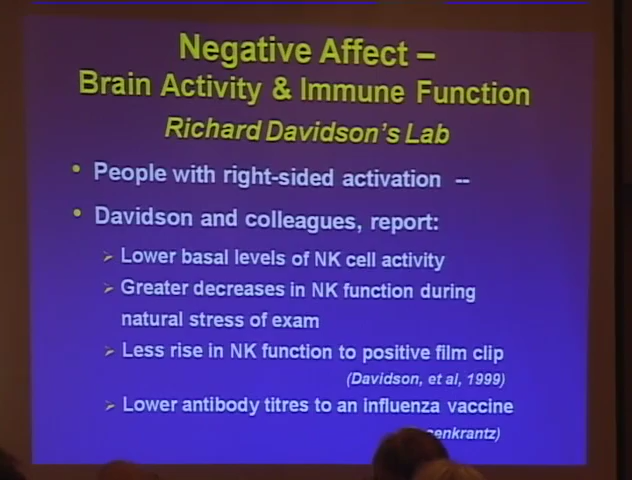 Negative Affect –
Brain Activity & Immune Function
Richard Davidson's Lab
• People with right-sided activation --
• Davidson and colleagues, report:
➢ Lower basal levels of NK cell activity
➢ Greater decreases in NK function during
natural stress of exam
➢ Less rise in NK function to positive film clip
(Davidson, et al, 1999)
➢ Lower antibody titres to an influenza vaccine